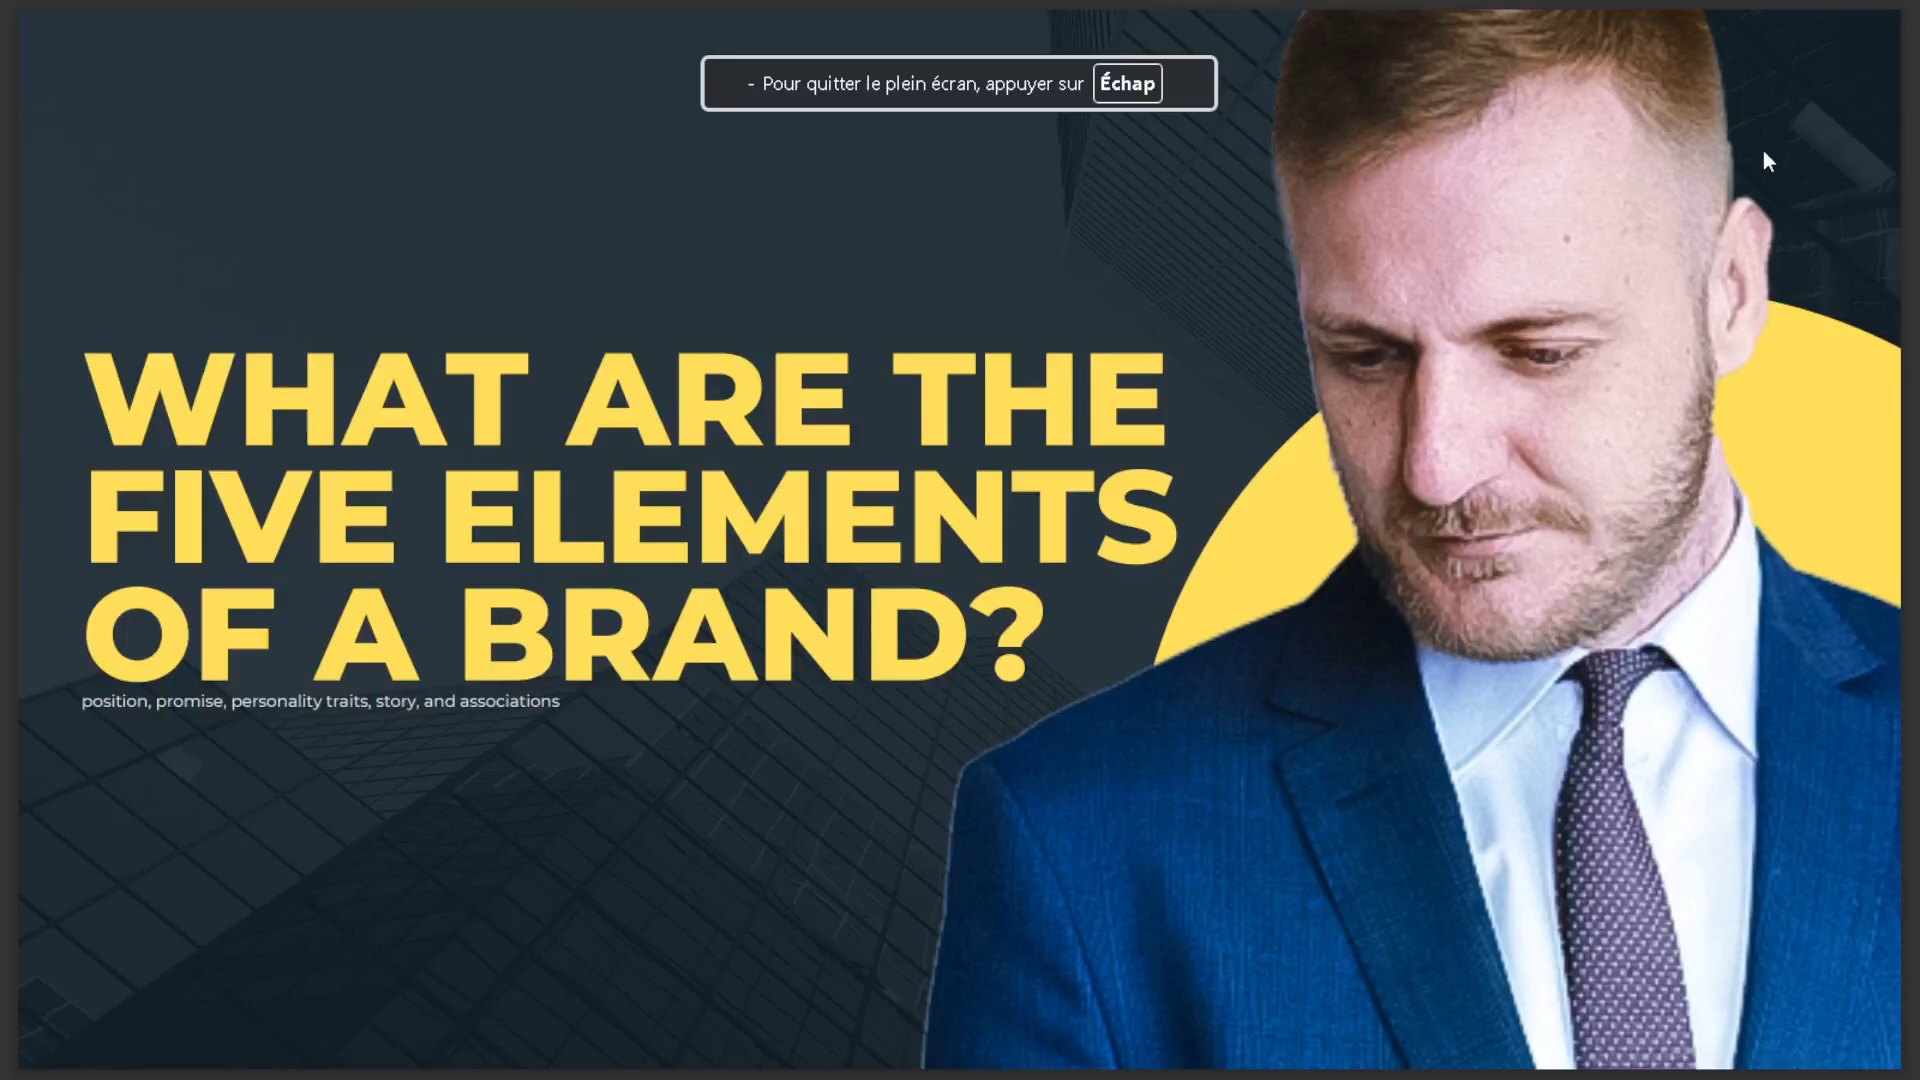 - Pour quitter le plein écran, appuyer sur Échap
WHAT ARE THE
FIVE ELEMENTS
OF A BRAND?
position, promise, personality traits, story, and associations